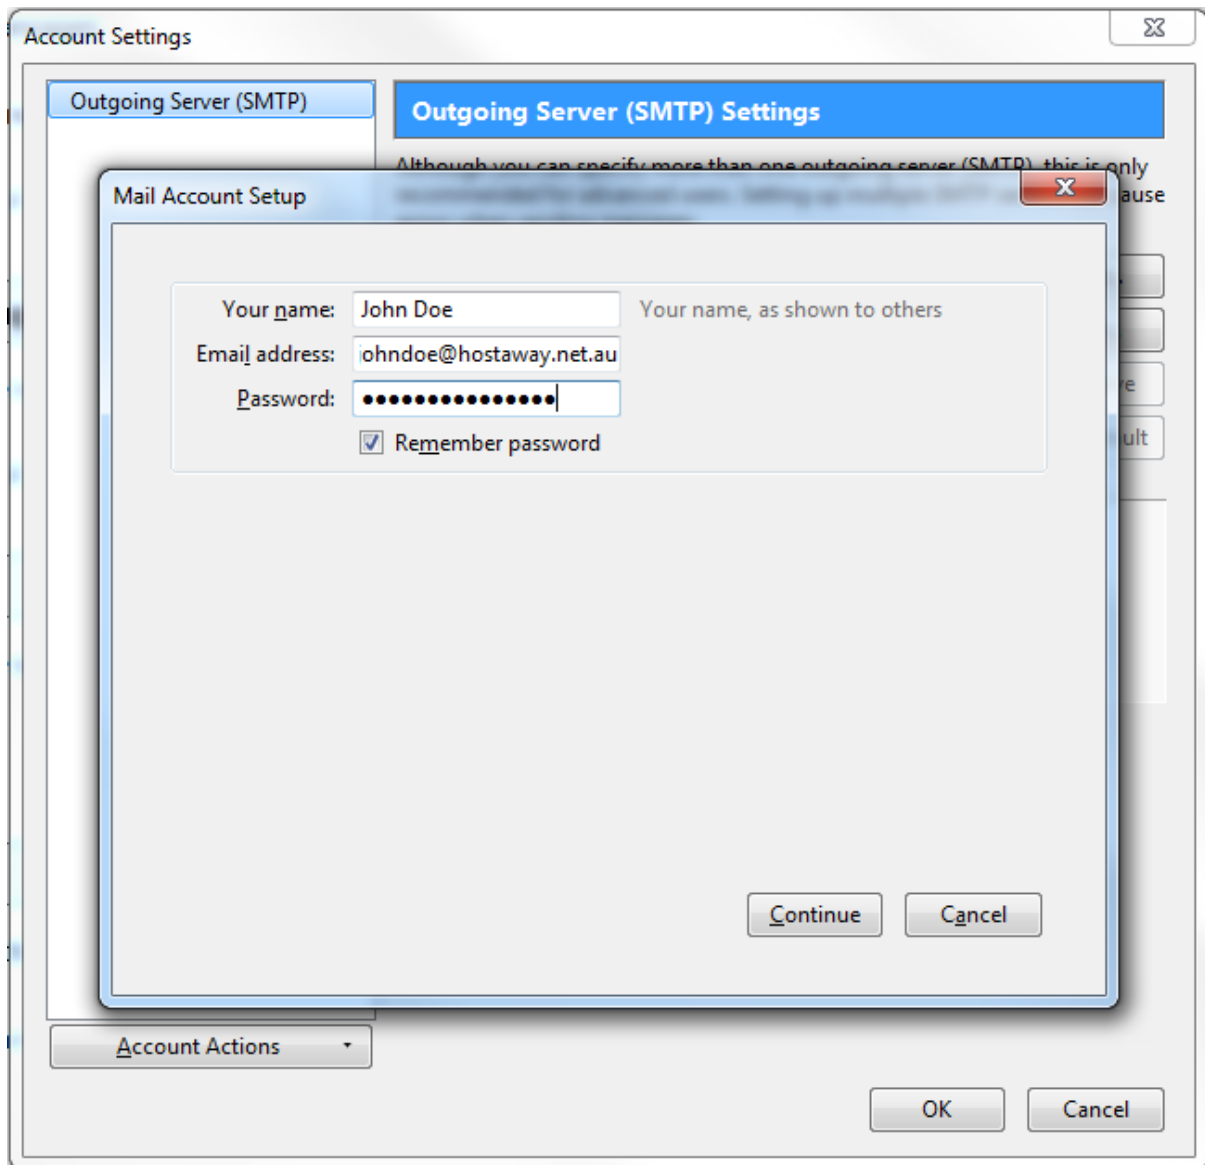 Account Settings
Outgoing Server (SMTP)
Outgoing Server (SMTP) Settings
Although you can specify more than one outgoing server (SMTP), this is only
ause
Mail Account Setup
Your name: John Doe Your name, as shown to others
Email address: johndoe@hostaway.net.au
Password: •••••••••••••••
Remember password
ve
ult
Continue Cancel
Account Actions
OK Cancel